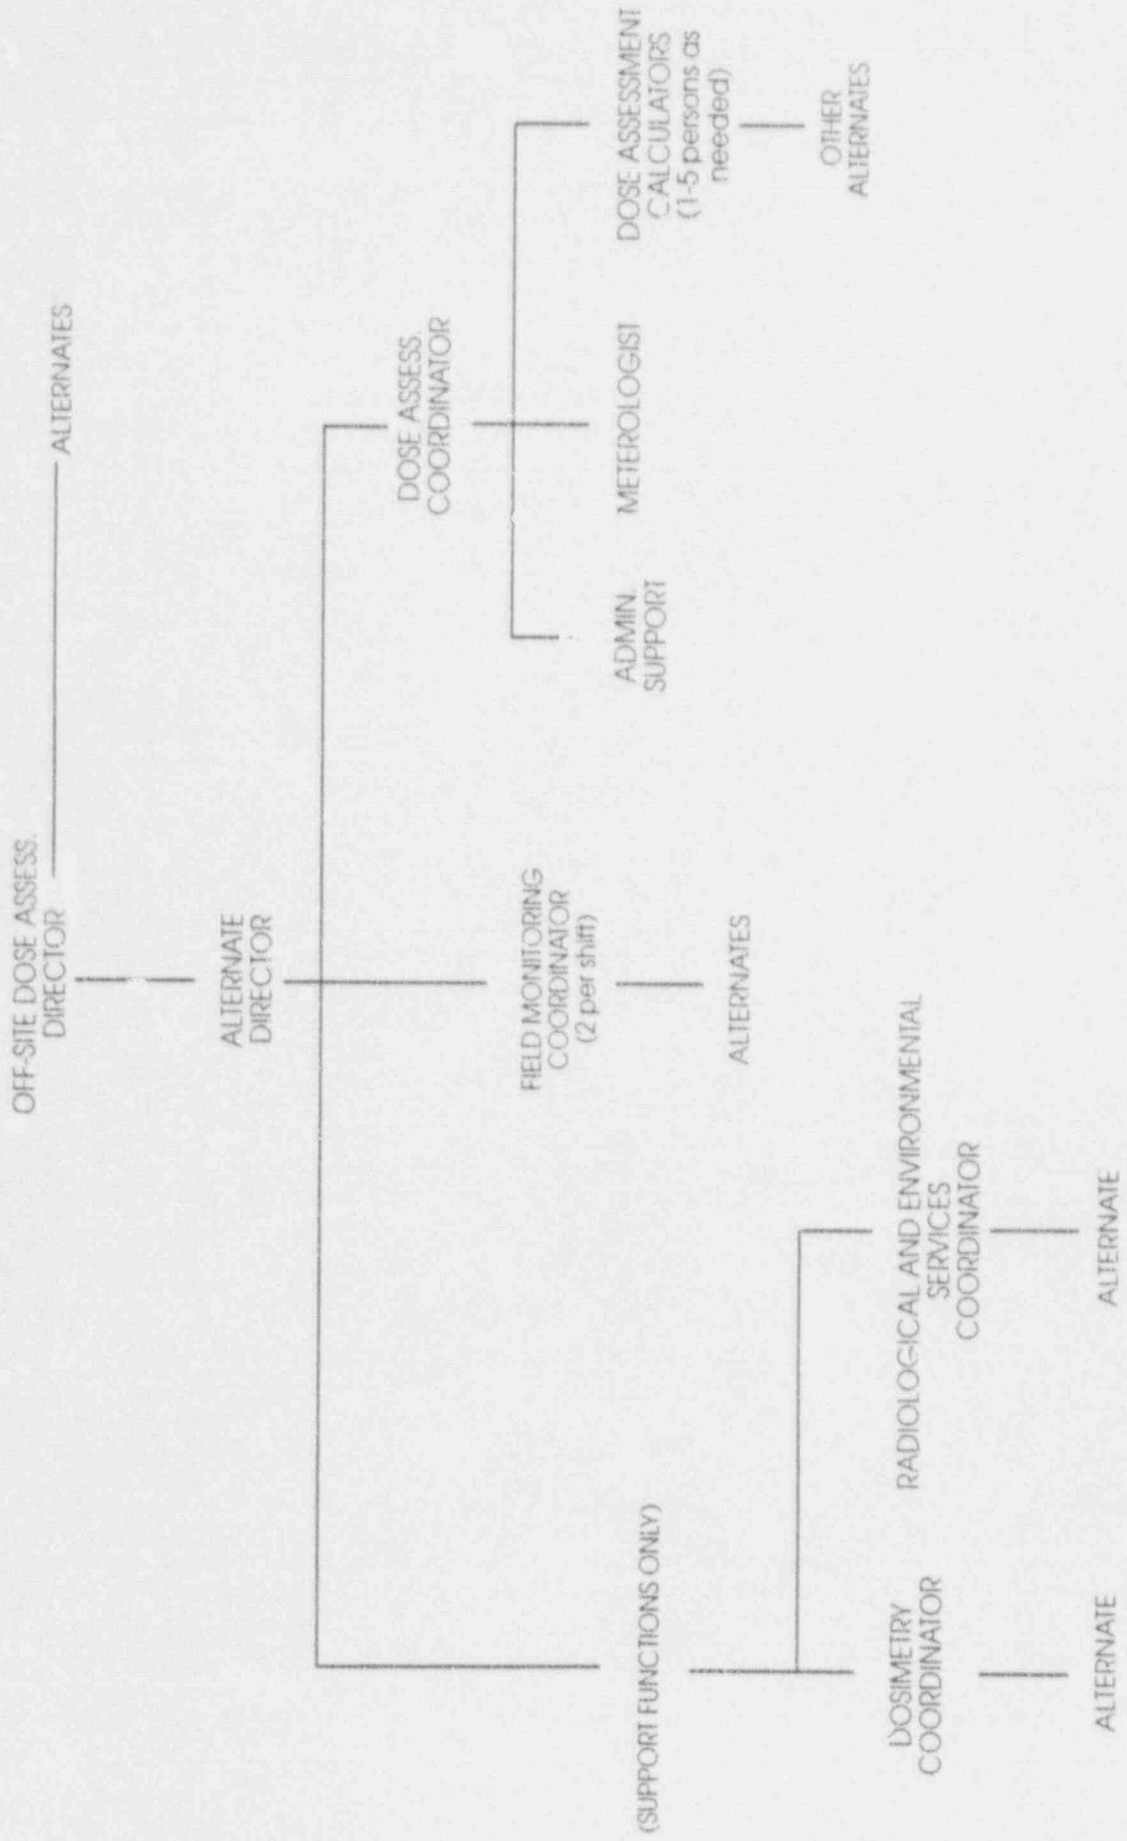 OFF-SITE DOSE ASSESS.
DIRECTOR
ALTERNATES
ALTERNATE
DIRECTOR
(SUPPORT FUNCTIONS ONLY)
DOSIMETRY
COORDINATOR
ALTERNATE
RADIOLOGICAL AND ENVIRONMENTAL
SERVICES
COORDINATOR
ALTERNATE
FIELD MONITORING
COORDINATOR
(2 per shift)
ALTERNATES
DOSE ASSESS.
COORDINATOR
ADMIN.
SUPPORT
METEROLOGIST
DOSE ASSESSMENT
CALCULATORS
(1-5 persons as
needed)
OTHER
ALTERNATES